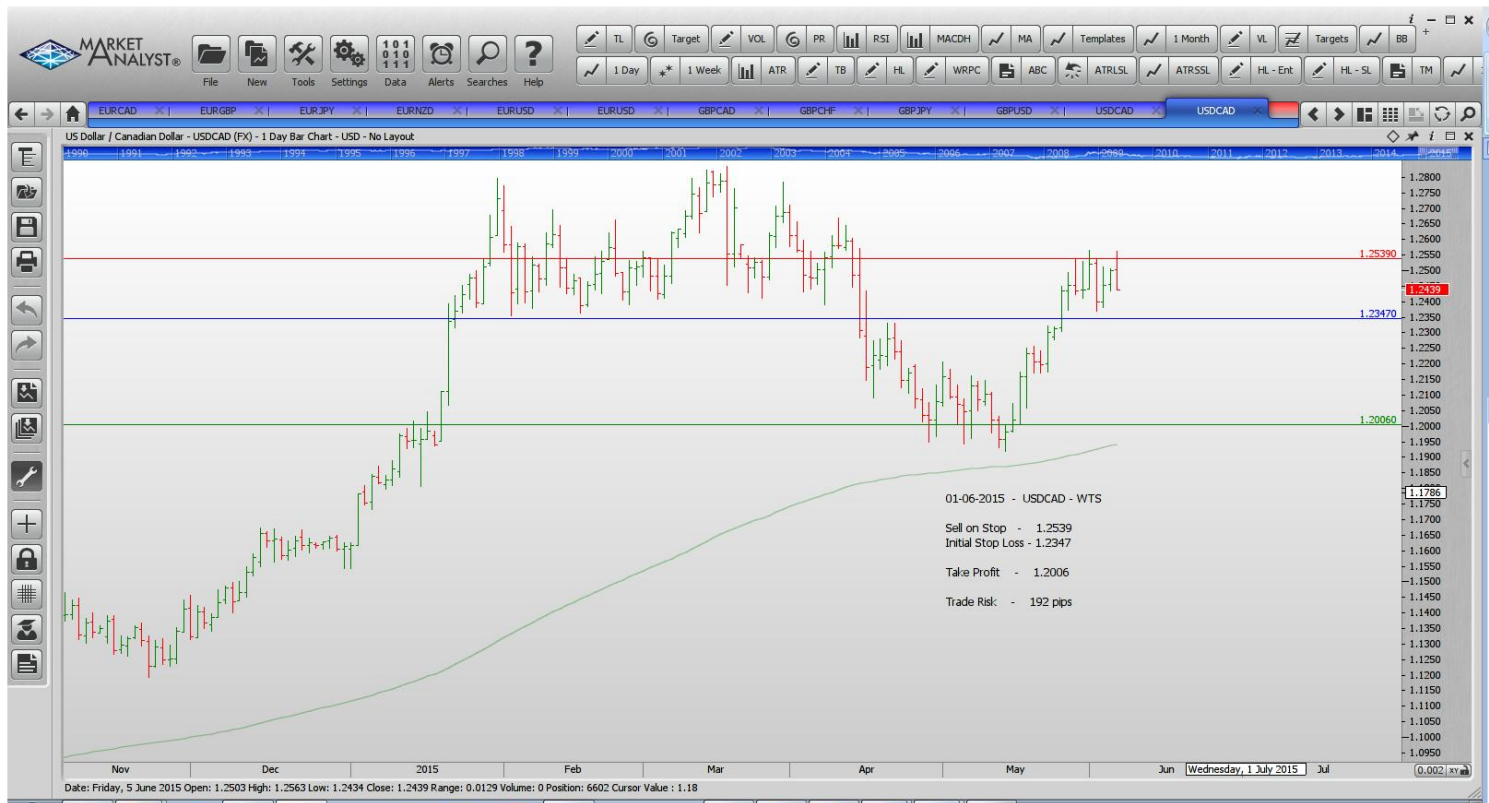 MARKET
ANALYST®
File New Tools Settings Data Alerts Searches Help
TL Target VOL PR RSI MACDH MA Templates 1 Month VL Targets BB
1 Day 1 Week ATR TB HL WRPC ABC ATRLSL ATRSSL HL - Ent HL - SL TM
EURCAD EURGBP EURJPY EURNZD EURUSD EURUSD GBPCAD GBPCHF GBPJPY GBPUSD USDCAD USDCAD
US Dollar / Canadian Dollar - USDCAD (FX) - 1 Day Bar Chart - USD - No Layout
1990 1991 1992 1993 1994 1995 1996 1997 1998 1999 2000 2001 2002 2003 2004 2005 2006 2007 2008 2009 2010 2011 2012 2013 2014 2015
1.2800
1.2750
1.2700
1.2650
1.2600
1.25390
1.2550
1.2500
1.2439
1.2400
1.23470
1.2350
1.2300
1.2250
1.2200
1.2150
1.2100
1.2050
1.20060
1.2000
1.1950
1.1900
1.1850
1.1786
1.1750
1.1700
1.1650
1.1600
1.1550
1.1500
1.1450
1.1400
1.1350
1.1300
1.1250
1.1200
1.1150
1.1100
1.1050
1.1000
1.0950
01-06-2015 - USDCAD - WTS
Sell on Stop - 1.2539
Initial Stop Loss - 1.2347
Take Profit - 1.2006
Trade Risk - 192 pips
Nov Dec 2015 Feb Mar Apr May Jun Wednesday, 1 July 2015 Jul 0.002 XY
Date: Friday, 5 June 2015 Open: 1.2503 High: 1.2563 Low: 1.2434 Close: 1.2439 Range: 0.0129 Volume: 0 Position: 6602 Cursor Value : 1.18